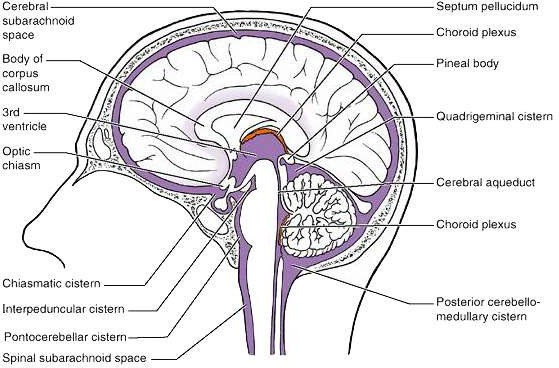 Cerebral
subarachnoid
space
Body of
corpus
callosum
3rd
ventricle
Optic
chiasm
Chiasmatic cistern
Interpeduncular cistern
Pontocerebellar cistern
Spinal subarachnoid space
Septum pellucidum
Choroid plexus
Pineal body
Quadrigeminal cistern
Cerebral aqueduct
Choroid plexus
Posterior cerebello-
medullary cistern